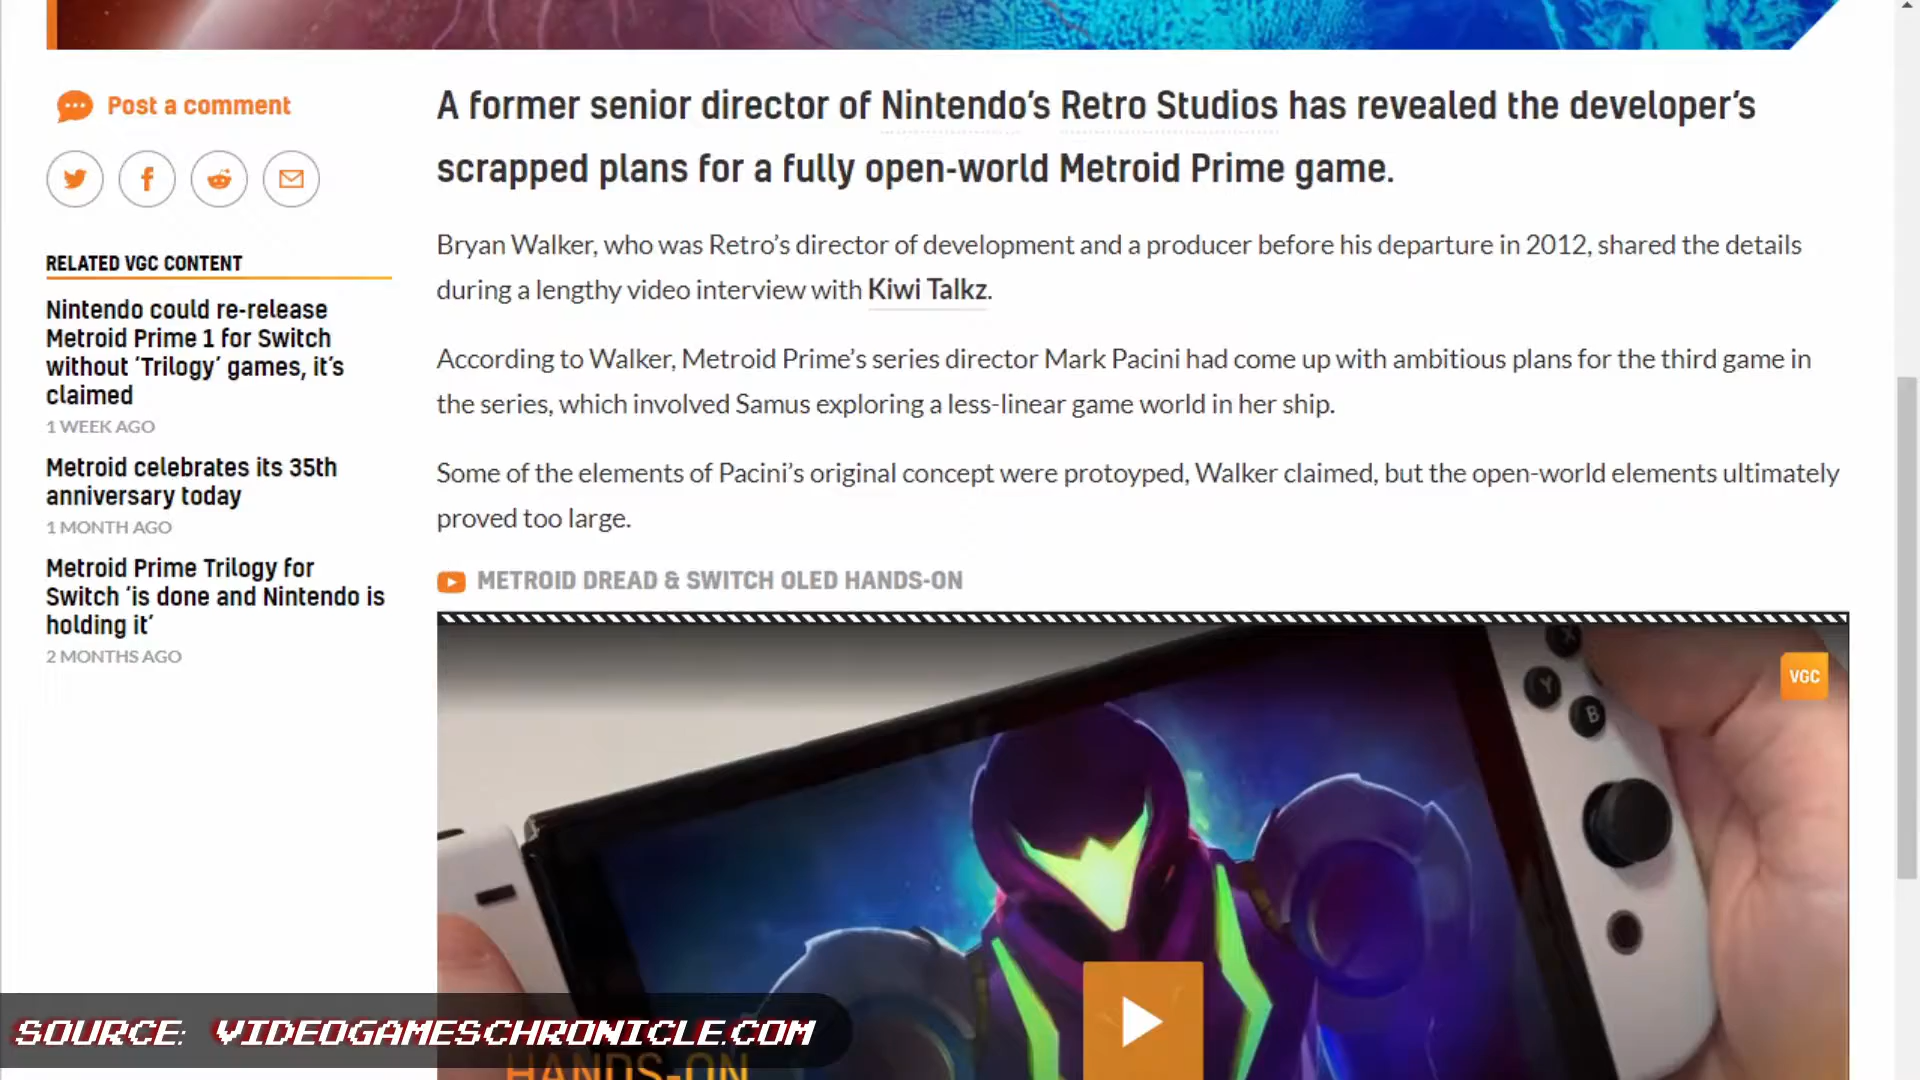 Post a comment
RELATED VGC CONTENT
Nintendo could re-release
Metroid Prime 1 for Switch
without ‘Trilogy’ games, it’s
claimed
1 WEEK AGO
Metroid celebrates its 35th
anniversary today
1 MONTH AGO
Metroid Prime Trilogy for
Switch ‘is done and Nintendo is
holding it’
2 MONTHS AGO
A former senior director of Nintendo’s Retro Studios has revealed the developer’s
scrapped plans for a fully open-world Metroid Prime game.
Bryan Walker, who was Retro’s director of development and a producer before his departure in 2012, shared the details
during a lengthy video interview with Kiwi Talkz.
According to Walker, Metroid Prime’s series director Mark Pacini had come up with ambitious plans for the third game in
the series, which involved Samus exploring a less-linear game world in her ship.
Some of the elements of Pacini’s original concept were protoyped, Walker claimed, but the open-world elements ultimately
proved too large.
METROID DREAD & SWITCH OLED HANDS-ON
VGC
X
Y
B
HANDS-ON
SOURCE: VIDEOGAMESCHRONICLE.COM